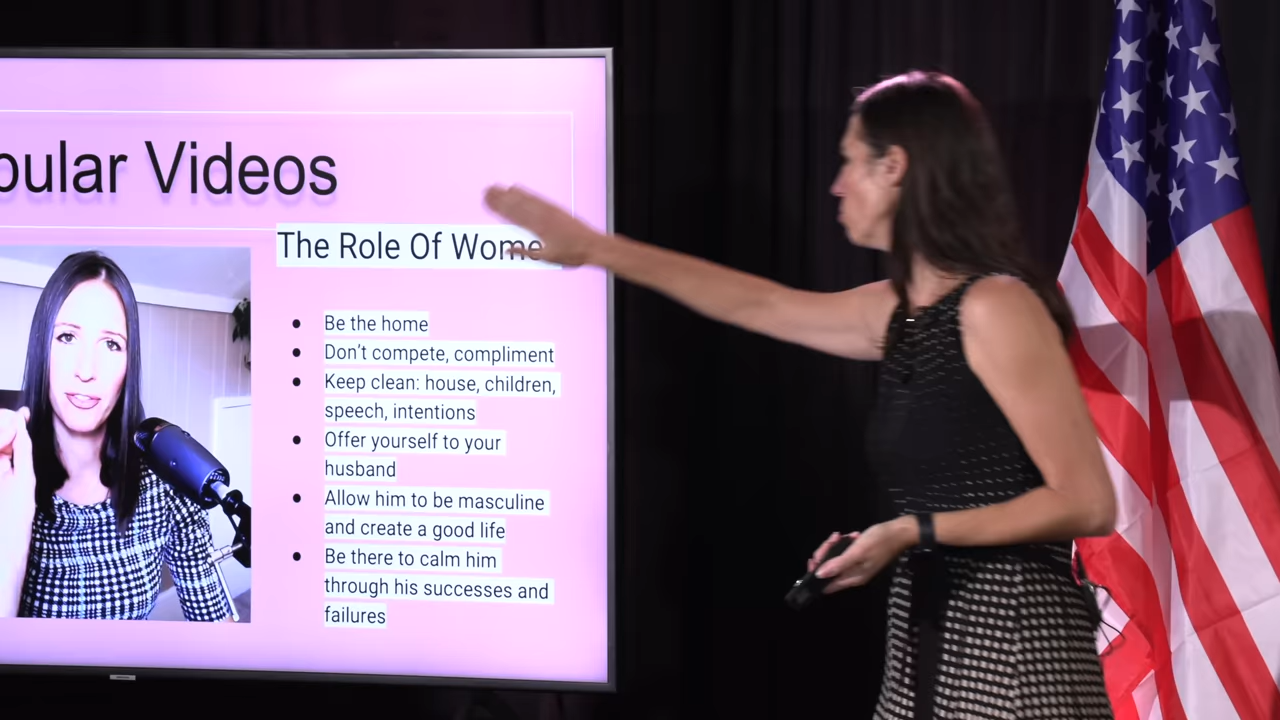 pular Videos
The Role Of Wome
Be the home
Don't compete, compliment
Keep clean: house, children,
speech, intentions
Offer yourself to your
husband
Allow him to be masculine
and create a good life
Be there to calm him
through his successes and
failures